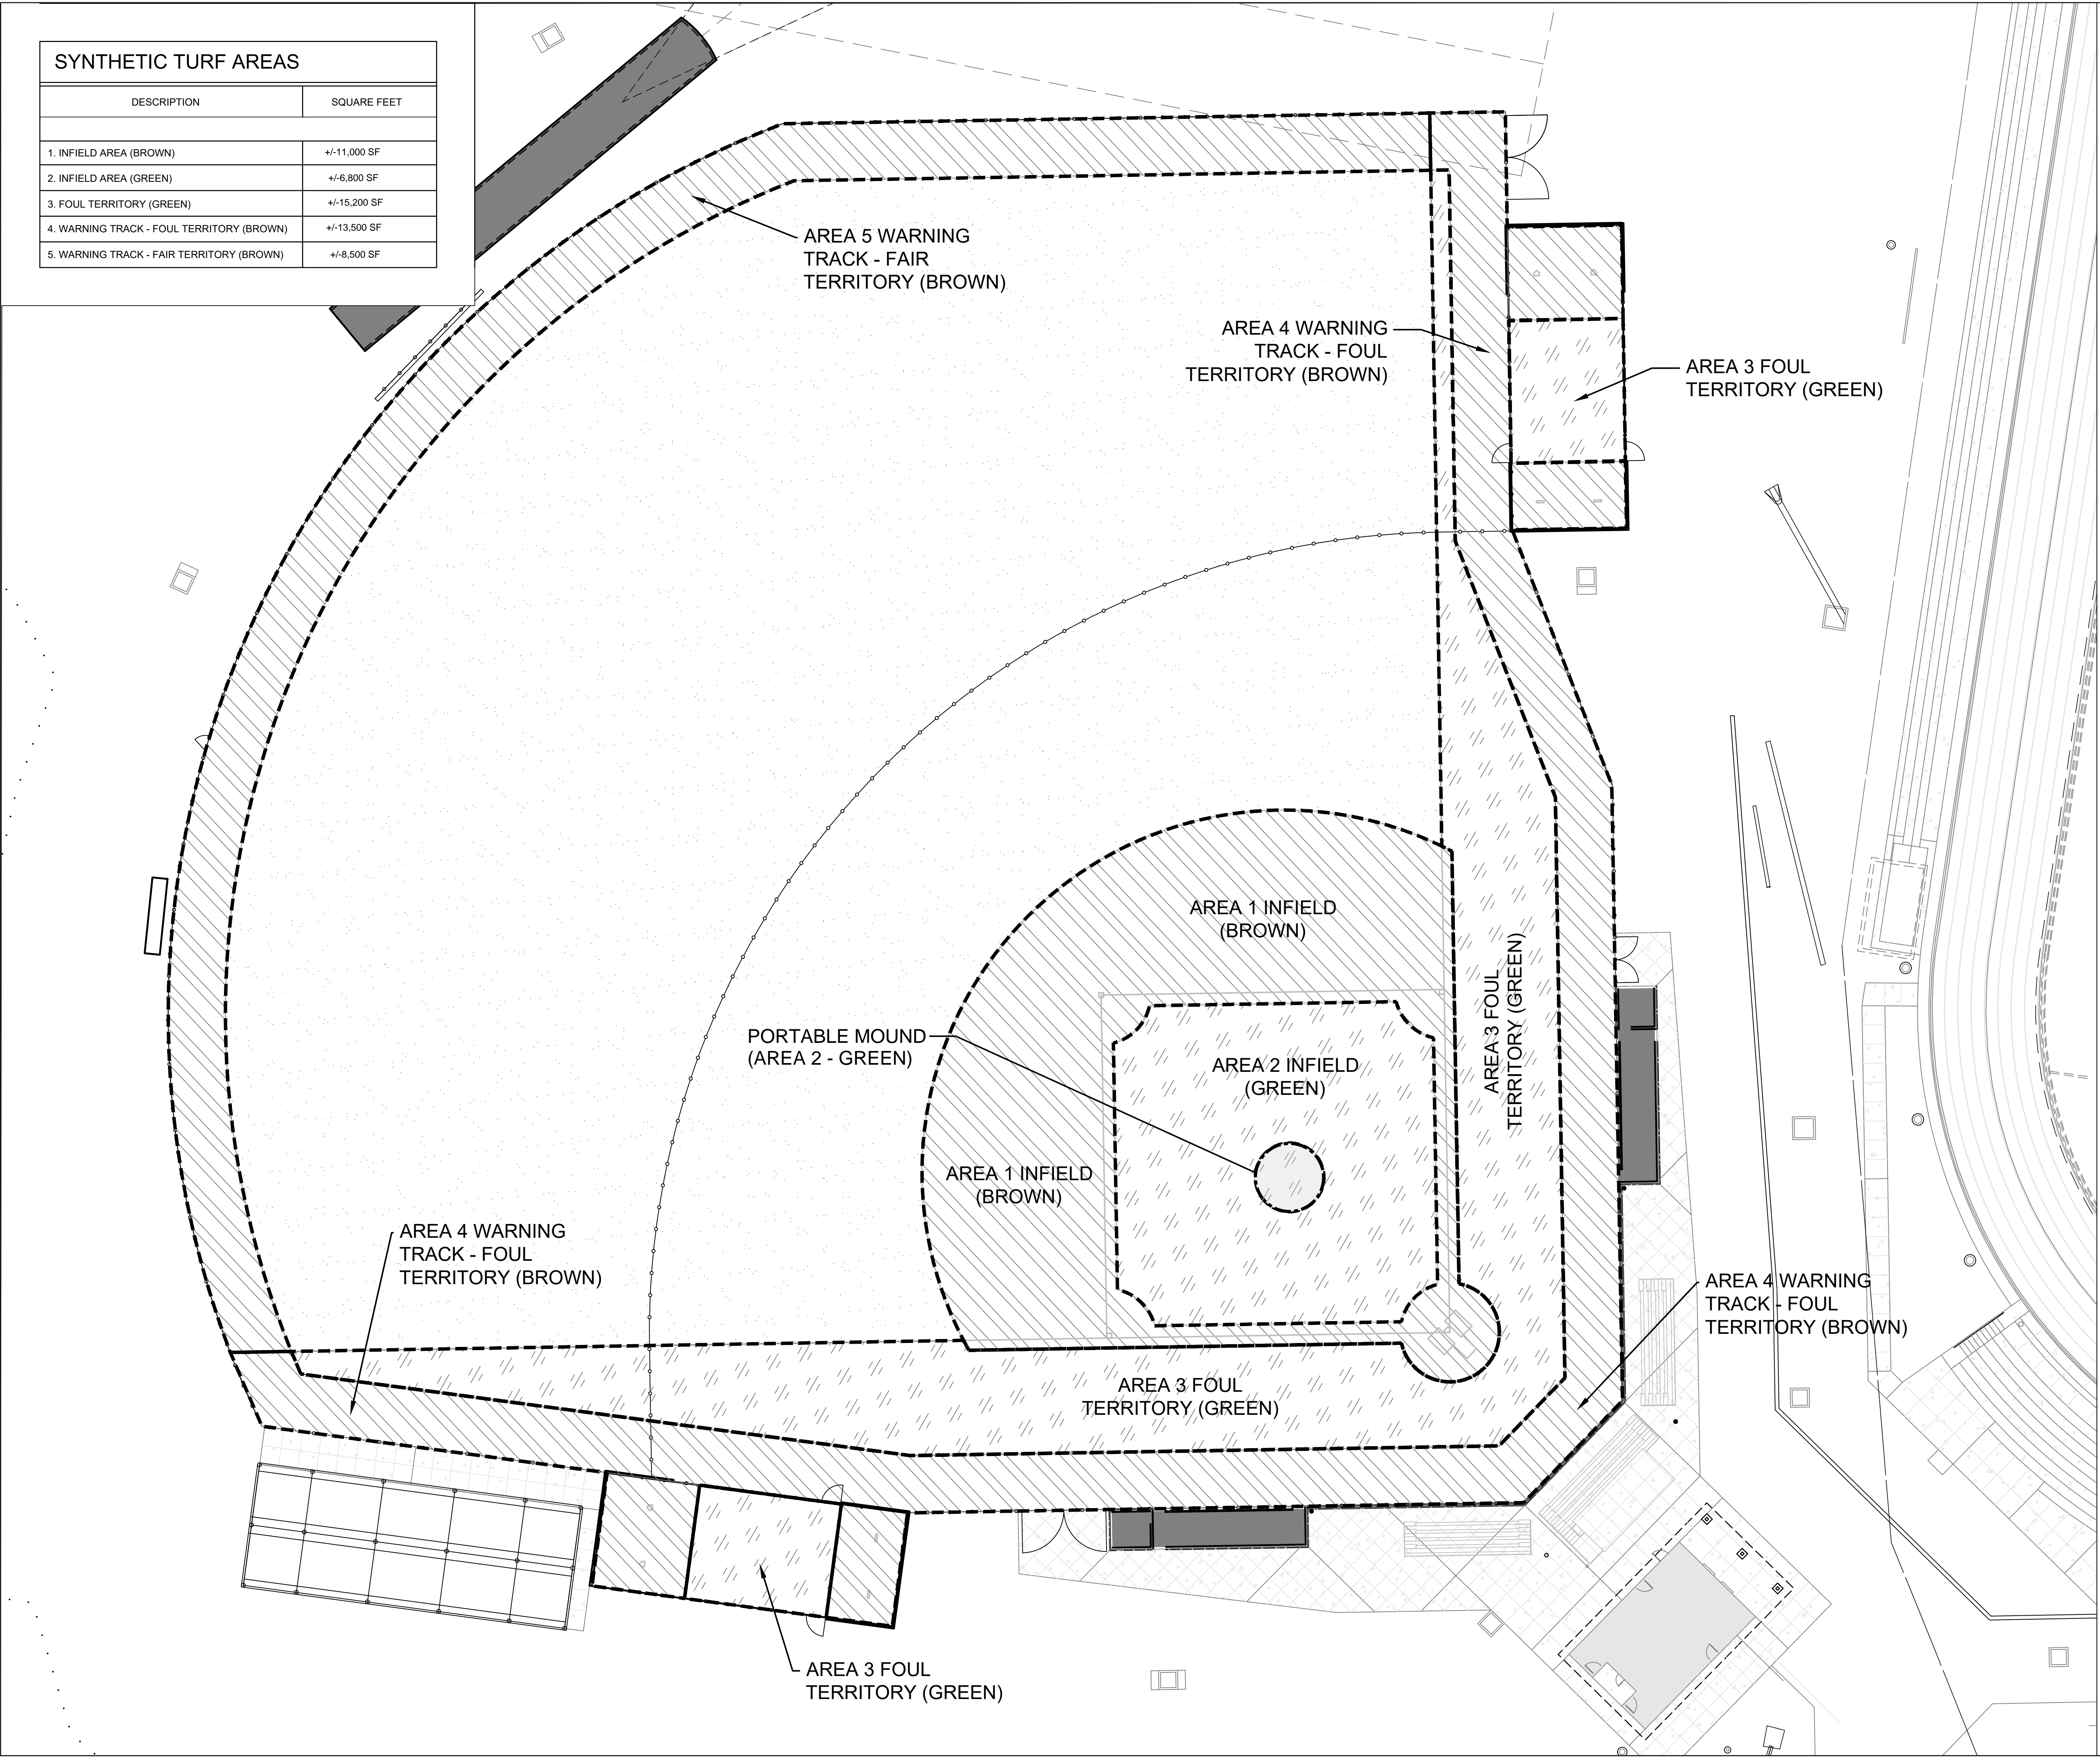 SYNTHETIC TURF AREAS
DESCRIPTION SQUARE FEET
1. INFIELD AREA (BROWN) +/-11,000 SF
2. INFIELD AREA (GREEN) +/-6,800 SF
3. FOUL TERRITORY (GREEN) +/-15,200 SF
4. WARNING TRACK - FOUL TERRITORY (BROWN) +/-13,500 SF
5. WARNING TRACK - FAIR TERRITORY (BROWN) +/-8,500 SF
AREA 5 WARNING
TRACK - FAIR
TERRITORY (BROWN)
AREA 4 WARNING
TRACK - FOUL
TERRITORY (BROWN)
AREA 3 FOUL
TERRITORY (GREEN)
AREA 1 INFIELD
(BROWN)
AREA 3 FOUL
TERRITORY (GREEN)
PORTABLE MOUND
(AREA 2 - GREEN)
AREA 2 INFIELD
(GREEN)
AREA 1 INFIELD
(BROWN)
AREA 4 WARNING
TRACK - FOUL
TERRITORY (BROWN)
AREA 4 WARNING
TRACK - FOUL
TERRITORY (BROWN)
AREA 3 FOUL
TERRITORY (GREEN)
AREA 3 FOUL
TERRITORY (GREEN)